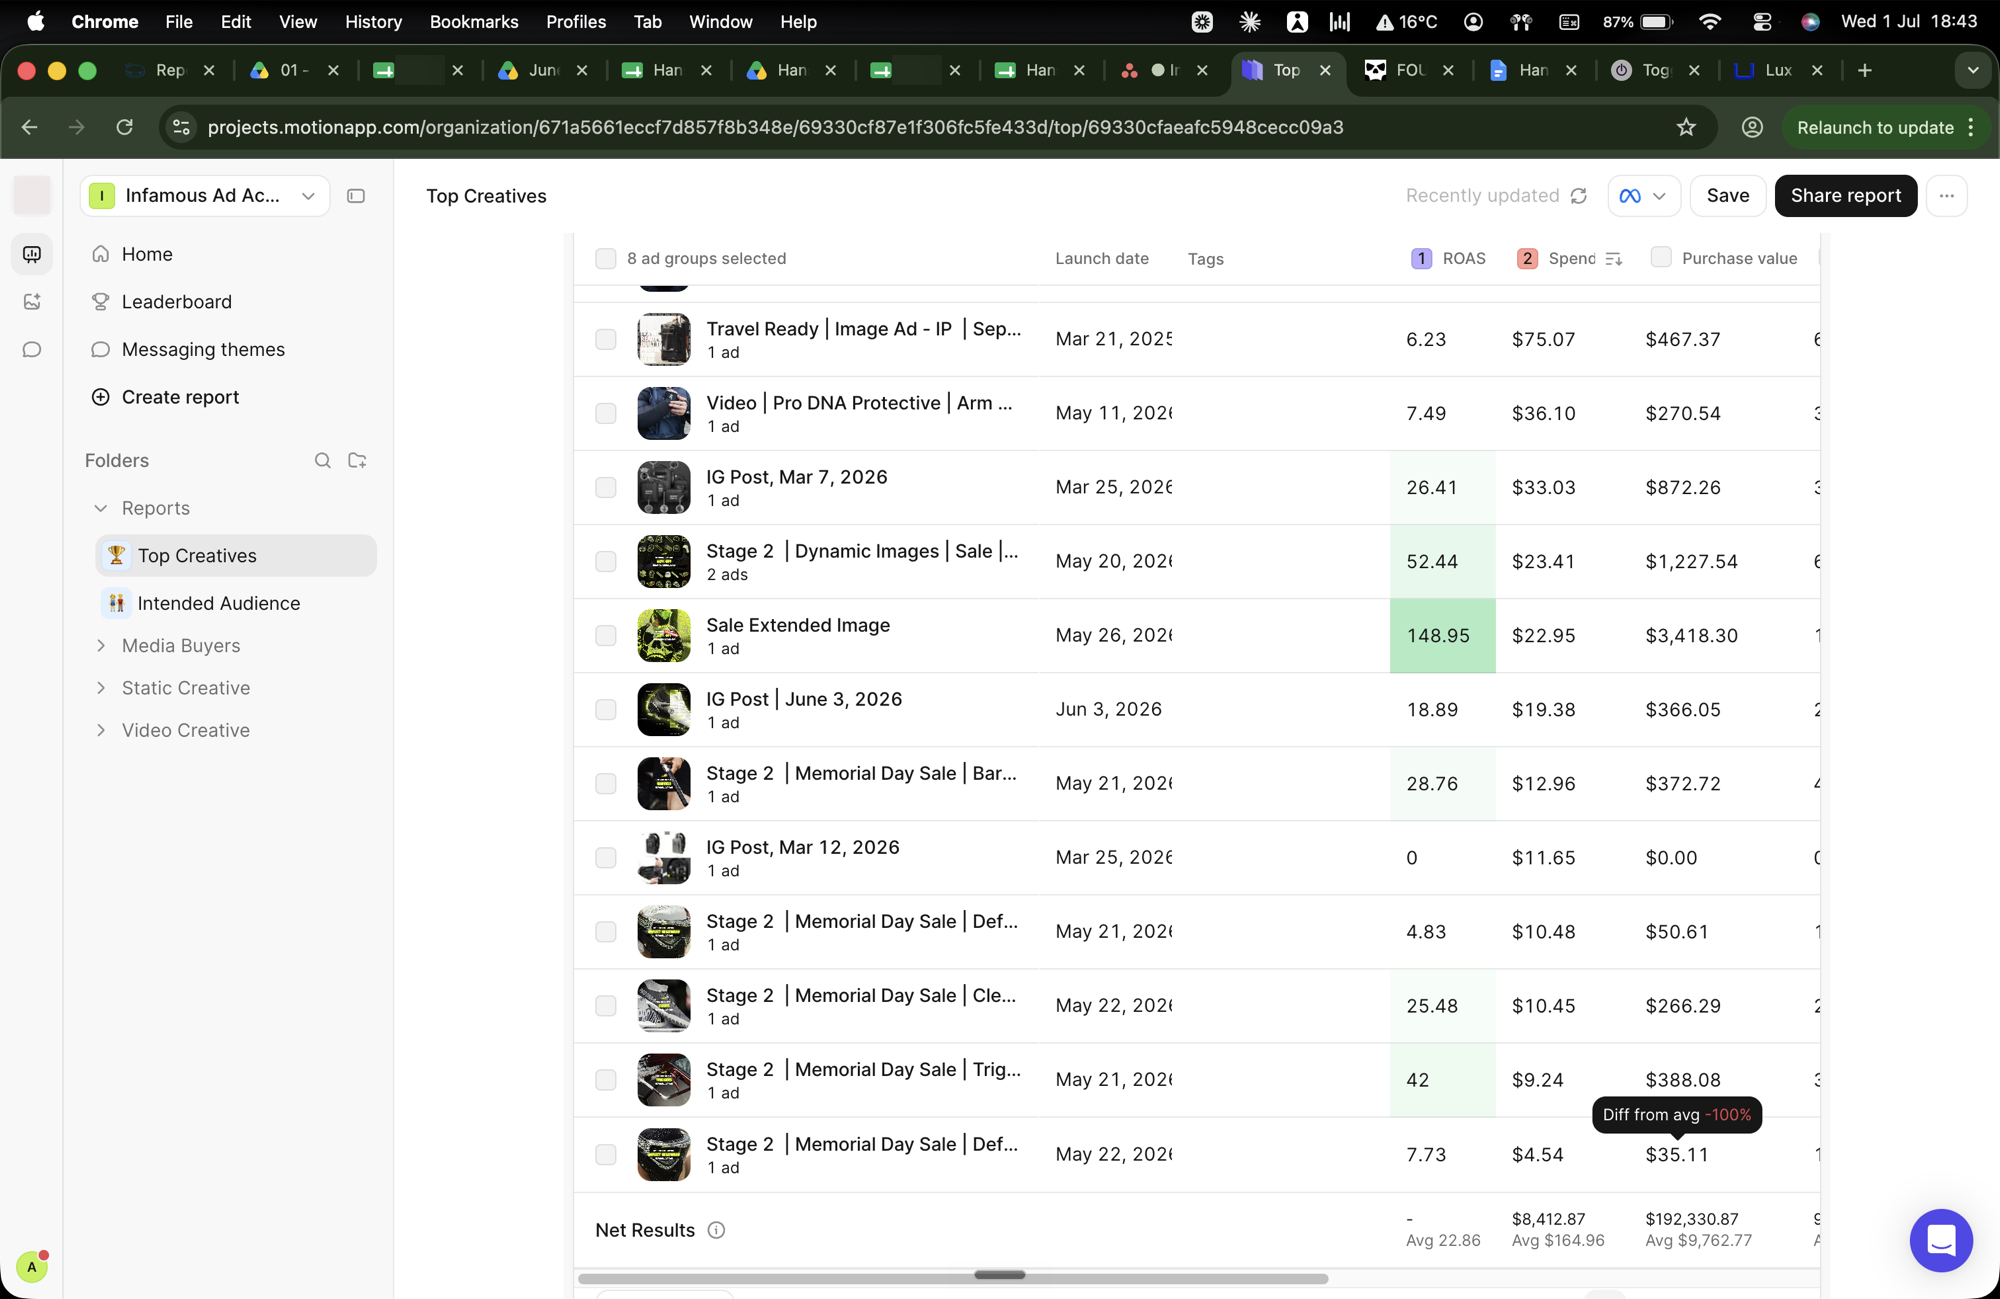 Chrome File Edit View History Bookmarks Profiles Tab Window Help 16°C 87% Wed 1 Jul 18:43
Rep 01 - June Han Han Han Top FOU Han Togg Lux
projects.motionapp.com/organization/671a5661eccf7d857f8b348e/69330cf87e1f306fc5fe433d/top/69330cfaeafc5948cecc09a3 Relaunch to update
I Infamous Ad Ac...
Home
Leaderboard
Messaging themes
Create report
Folders
Reports
Top Creatives
Intended Audience
Media Buyers
Static Creative
Video Creative
A
Top Creatives Recently updated Save Share report
8 ad groups selected Launch date Tags 1 ROAS 2 Spend Purchase value
Travel Ready | Image Ad - IP | Sep... Mar 21, 2025 6.23 $75.07 $467.37
1 ad
Video | Pro DNA Protective | Arm ... May 11, 2026 7.49 $36.10 $270.54
1 ad
IG Post, Mar 7, 2026 Mar 25, 2026 26.41 $33.03 $872.26
1 ad
Stage 2 | Dynamic Images | Sale |... May 20, 2026 52.44 $23.41 $1,227.54
2 ads
Sale Extended Image May 26, 2026 148.95 $22.95 $3,418.30
1 ad
IG Post | June 3, 2026 Jun 3, 2026 18.89 $19.38 $366.05
1 ad
Stage 2 | Memorial Day Sale | Bar... May 21, 2026 28.76 $12.96 $372.72
1 ad
IG Post, Mar 12, 2026 Mar 25, 2026 0 $11.65 $0.00
1 ad
Stage 2 | Memorial Day Sale | Def... May 21, 2026 4.83 $10.48 $50.61
1 ad
Stage 2 | Memorial Day Sale | Cle... May 22, 2026 25.48 $10.45 $266.29
1 ad
Stage 2 | Memorial Day Sale | Trig... May 21, 2026 42 $9.24 $388.08
1 ad
Diff from avg -100%
Stage 2 | Memorial Day Sale | Def... May 22, 2026 7.73 $4.54 $35.11
1 ad
Net Results - $8,412.87 $192,330.87
Avg 22.86 Avg $164.96 Avg $9,762.77